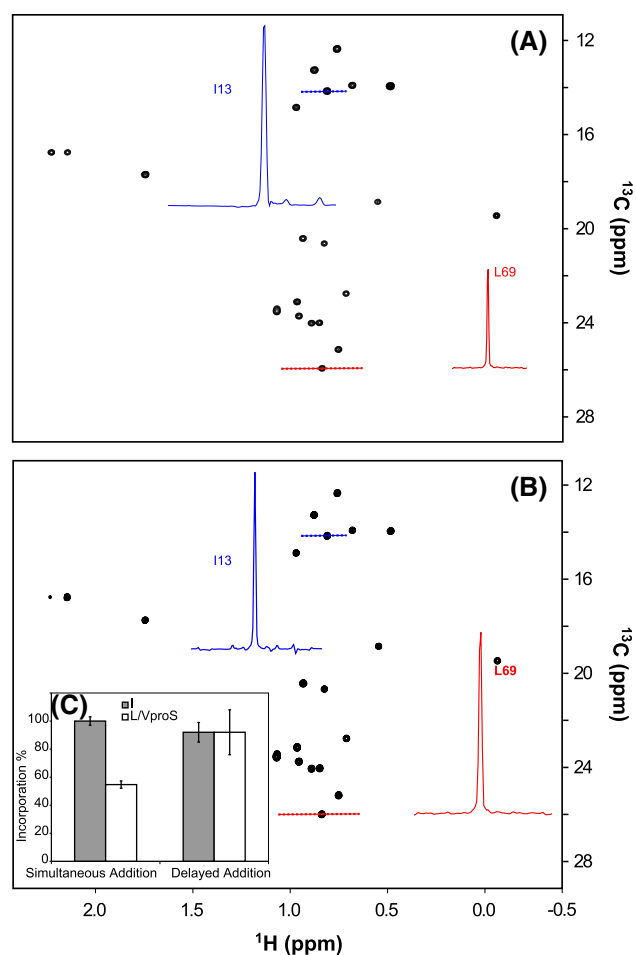 (A)
I13
L69
12
16
20
24
28
¹³C (ppm)
(B)
I13
L69
12
16
20
24
28
¹³C (ppm)
(C)
I
L/VproS
100
80
60
40
20
0
Incorporation %
Simultaneous Addition
Delayed Addition
2.0
1.0
0.5
0.0
-0.5
¹H (ppm)